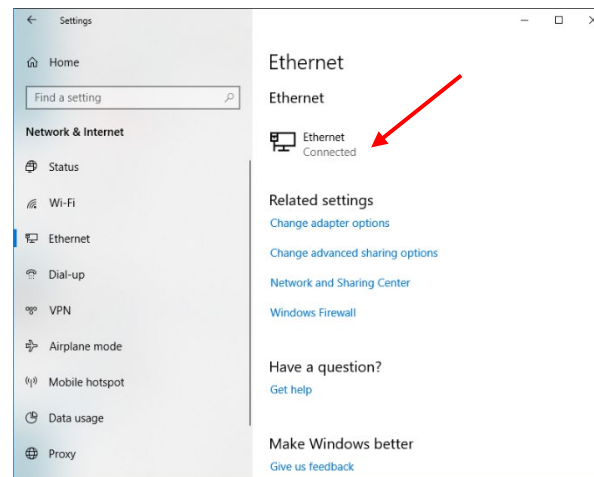 Settings
Home
Find a setting
Network & Internet
Status
Wi-Fi
Ethernet
Dial-up
VPN
Airplane mode
Mobile hotspot
Data usage
Proxy
Ethernet
Ethernet
Ethernet
Connected
Related settings
Change adapter options
Change advanced sharing options
Network and Sharing Center
Windows Firewall
Have a question?
Get help
Make Windows better
Give us feedback